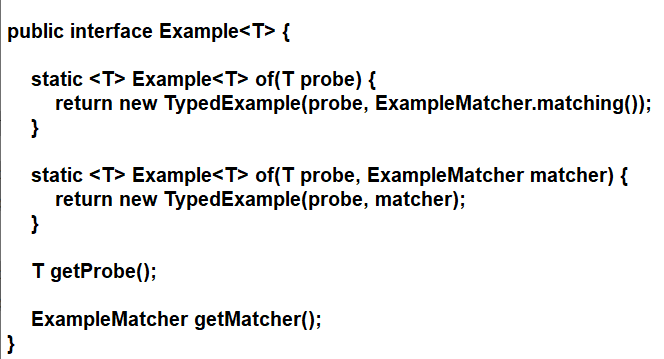 public interface Example<T> {
static <T> Example<T> of(T probe) {
return new TypedExample(probe, ExampleMatcher.matching());
}
static <T> Example<T> of(T probe, ExampleMatcher matcher) {
return new TypedExample(probe, matcher);
}
T getProbe();
ExampleMatcher getMatcher();
}